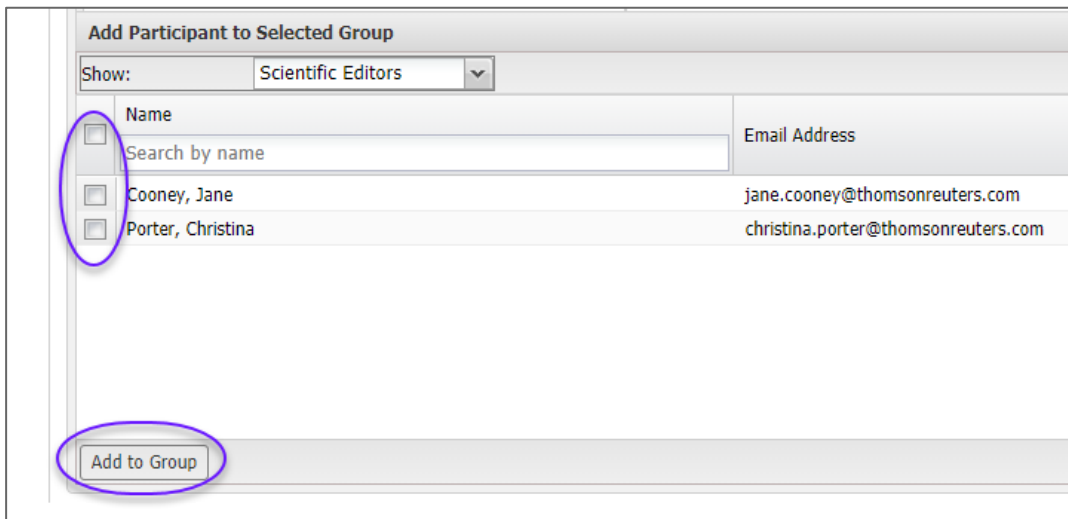 Add Participant to Selected Group
Show: Scientific Editors
Name
Email Address
Search by name
Cooney, Jane jane.cooney@thomsonreuters.com
Porter, Christina christina.porter@thomsonreuters.com
Add to Group